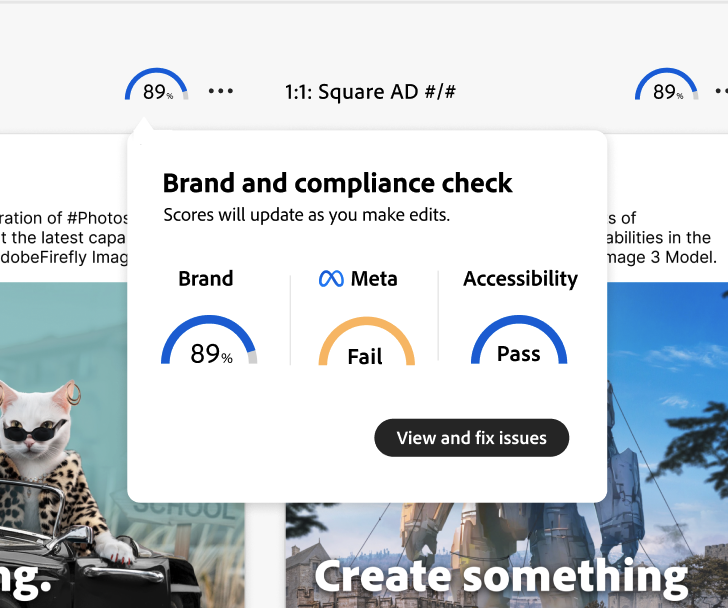 89%
1:1: Square AD #/#
89%
Brand and compliance check
Scores will update as you make edits.
ration of #Photos
t the latest capa
dobeFirefly Imag
s of
abilities in the
mage 3 Model.
Brand
Meta
Accessibility
89%
Fail
Pass
View and fix issues
SCHOOL
ng.
Create something